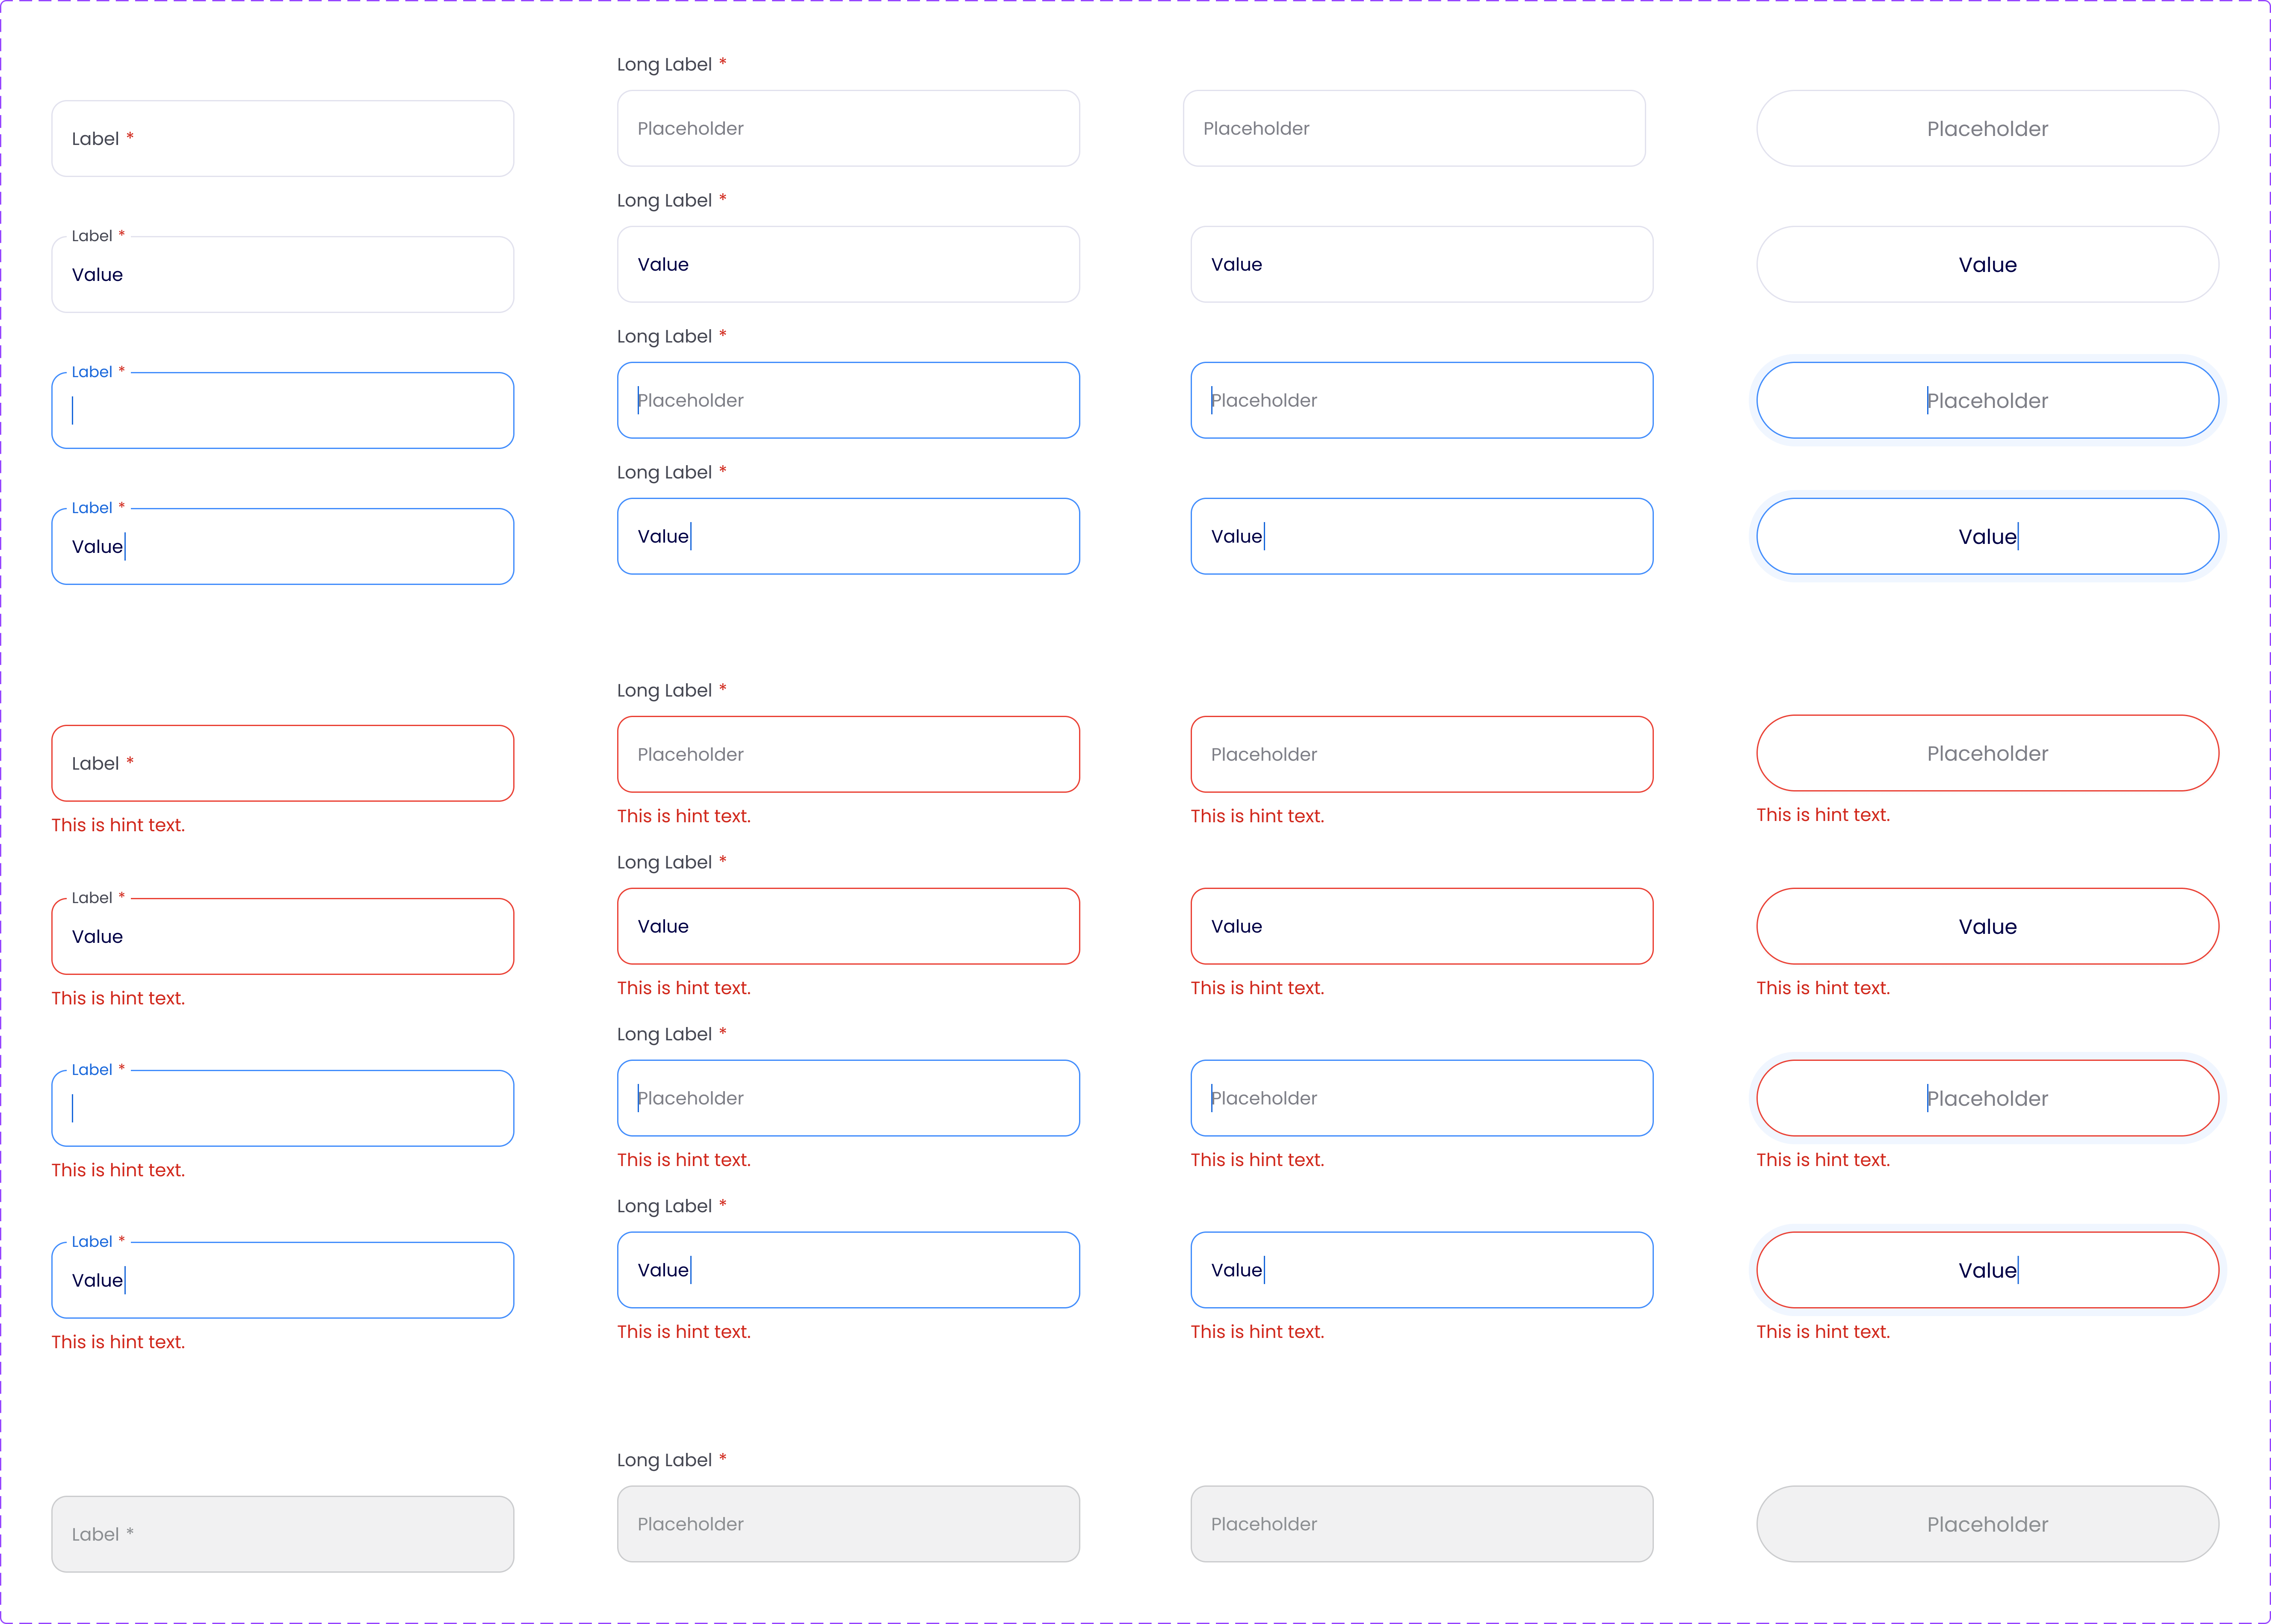 Long Label *
Label *
Placeholder
Placeholder
Placeholder
Long Label *
Label *
Value
Value
Value
Value
Long Label *
Label *
Placeholder
Placeholder
Placeholder
Long Label *
Label *
Value
Value
Value
Value
Long Label *
Label *
Placeholder
Placeholder
Placeholder
This is hint text.
This is hint text.
This is hint text.
This is hint text.
Long Label *
Label *
Value
Value
Value
Value
This is hint text.
This is hint text.
This is hint text.
This is hint text.
Long Label *
Label *
Placeholder
Placeholder
Placeholder
This is hint text.
This is hint text.
This is hint text.
This is hint text.
Long Label *
Label *
Value
Value
Value
Value
This is hint text.
This is hint text.
This is hint text.
This is hint text.
Long Label *
Label *
Placeholder
Placeholder
Placeholder